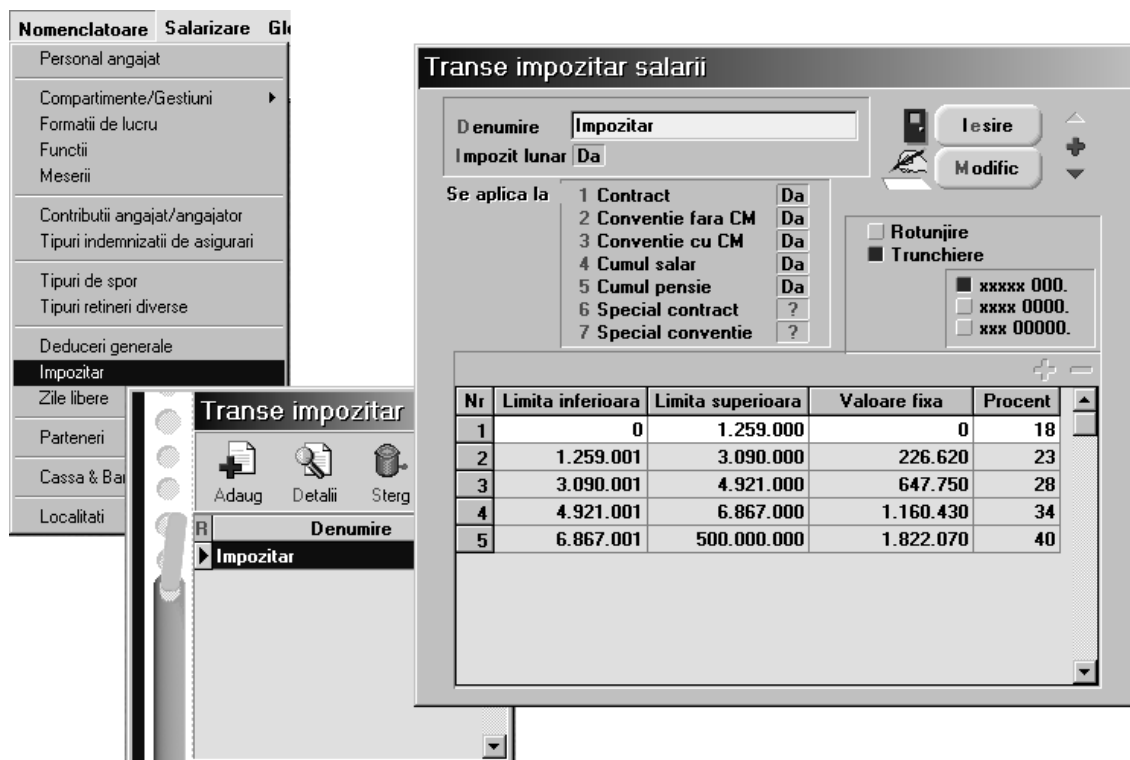 Nomenclatoare Salarizare
Personal angajat
Compartimente/Gestiuni
Formatii de lucru
Functii
Meserii
Contributii angajat/angajator
Tipuri indemnizatii de asigurari
Tipuri de spor
Tipuri retineri diverse
Deduceri generale
Impozitar
Zile libere
Parteneri
Cassa & Ba
Localitati
Transe impozitar
Adaug Detalii Sterg
R Denumire
Impozitar
Transe impozitar salarii
Denumire Impozitar
Impozit lunar Da
Iesire
Modific
Se aplica la
1 Contract Da
2 Conventie fara CM Da
3 Conventie cu CM Da
4 Cumul salar Da
5 Cumul pensie Da
6 Special contract ?
7 Special conventie ?
Rotunjire
Trunchiere
xxxxx 000.
xxxx 0000.
xxx 00000.
Nr Limita inferioara Limita superioara Valoare fixa Procent
1 0 1.259.000 0 18
2 1.259.001 3.090.000 226.620 23
3 3.090.001 4.921.000 647.750 28
4 4.921.001 6.867.000 1.160.430 34
5 6.867.001 500.000.000 1.822.070 40